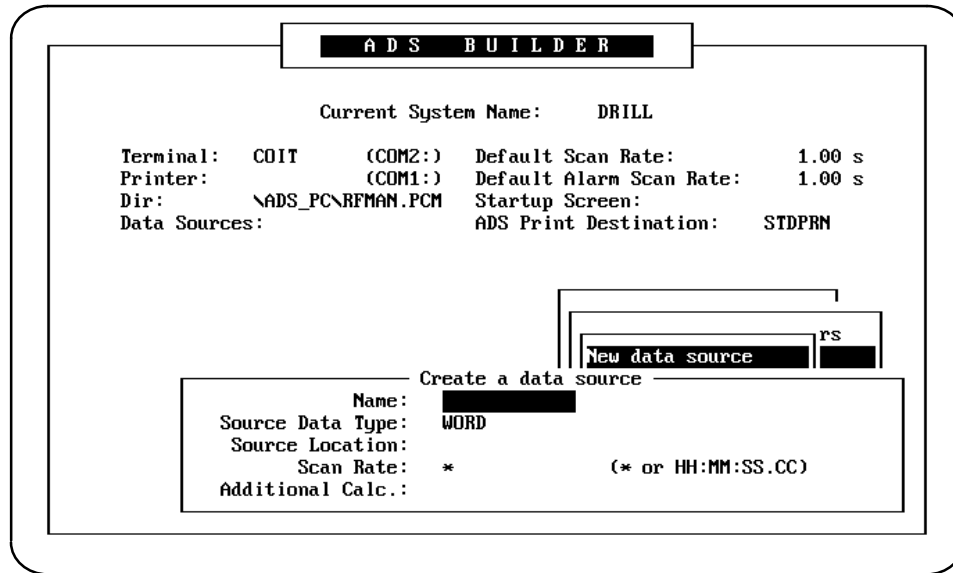 ADS BUILDER
Current System Name: DRILL
Terminal: COIT (COM2:) Default Scan Rate: 1.00 s
Printer: (COM1:) Default Alarm Scan Rate: 1.00 s
Dir: \ADS_PC\RFMAN.PCM Startup Screen:
Data Sources: ADS Print Destination: STDPRN
rs
New data source
Create a data source
Name:
Source Data Type: WORD
Source Location:
Scan Rate: * (* or HH:MM:SS.CC)
Additional Calc.: